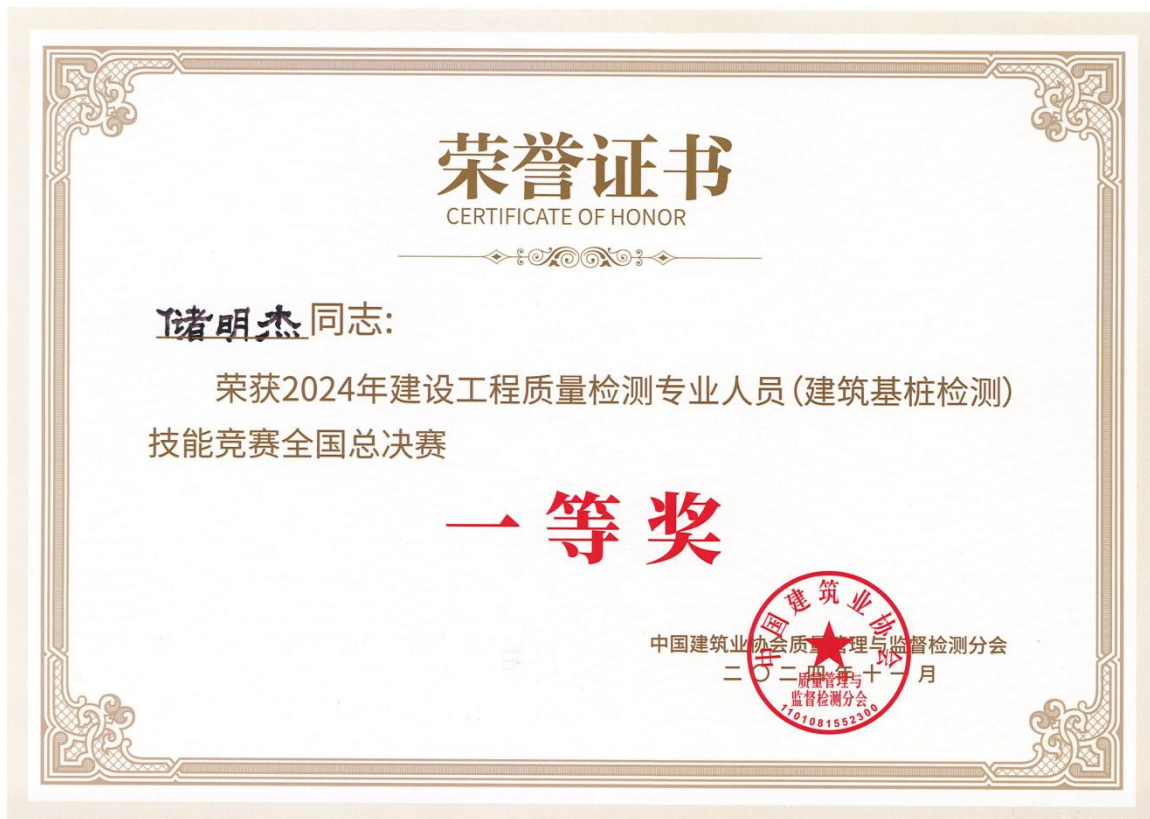 荣誉证书
CERTIFICATE OF HONOR
储明杰同志:
荣获2024年建设工程质量检测专业人员(建筑基桩检测)
技能竞赛全国总决赛
一等奖
中国建筑业协会质量管理与监督检测分会
二〇二四年十一月
中国建筑业协会
质量管理与
监督检测分会
1101081552300